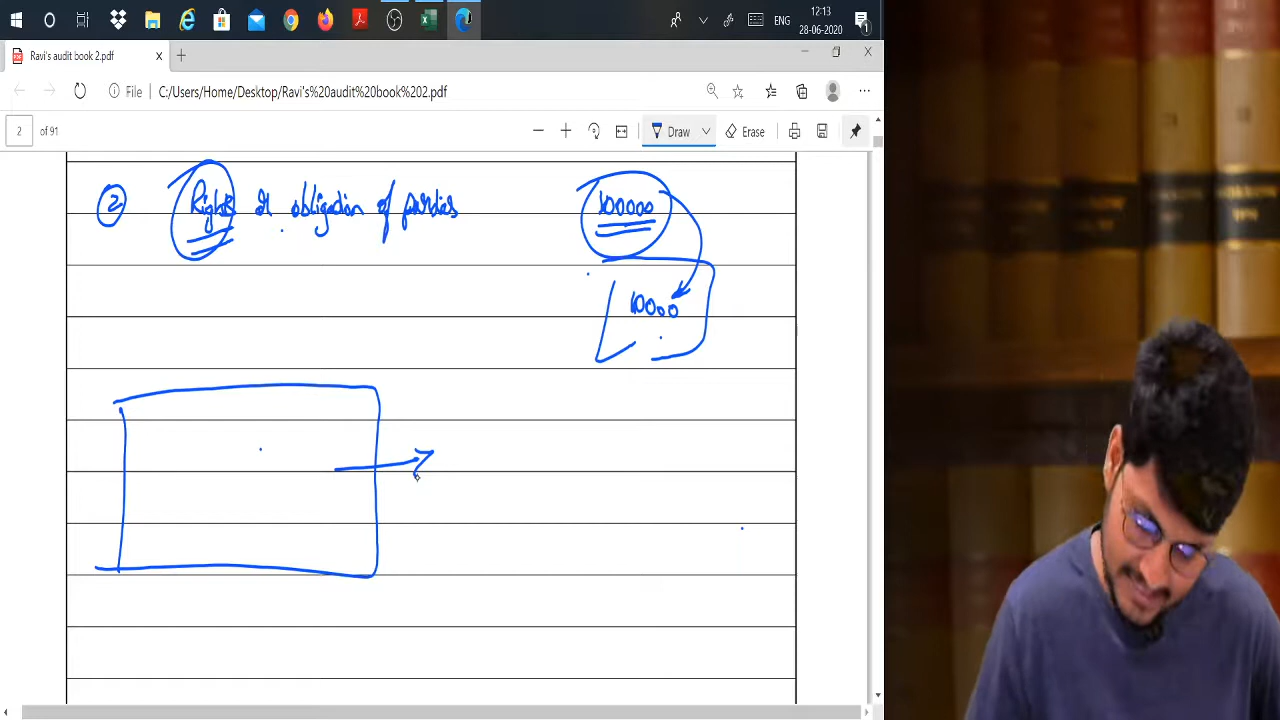 ENG
12:13
28-06-2020
1
Ravi's audit book 2.pdf
File
C:/Users/Home/Desktop/Ravi's%20audit%20book%202.pdf
2 of 91
Draw
Erase
2 Rights & obligation of parties
100000
10000